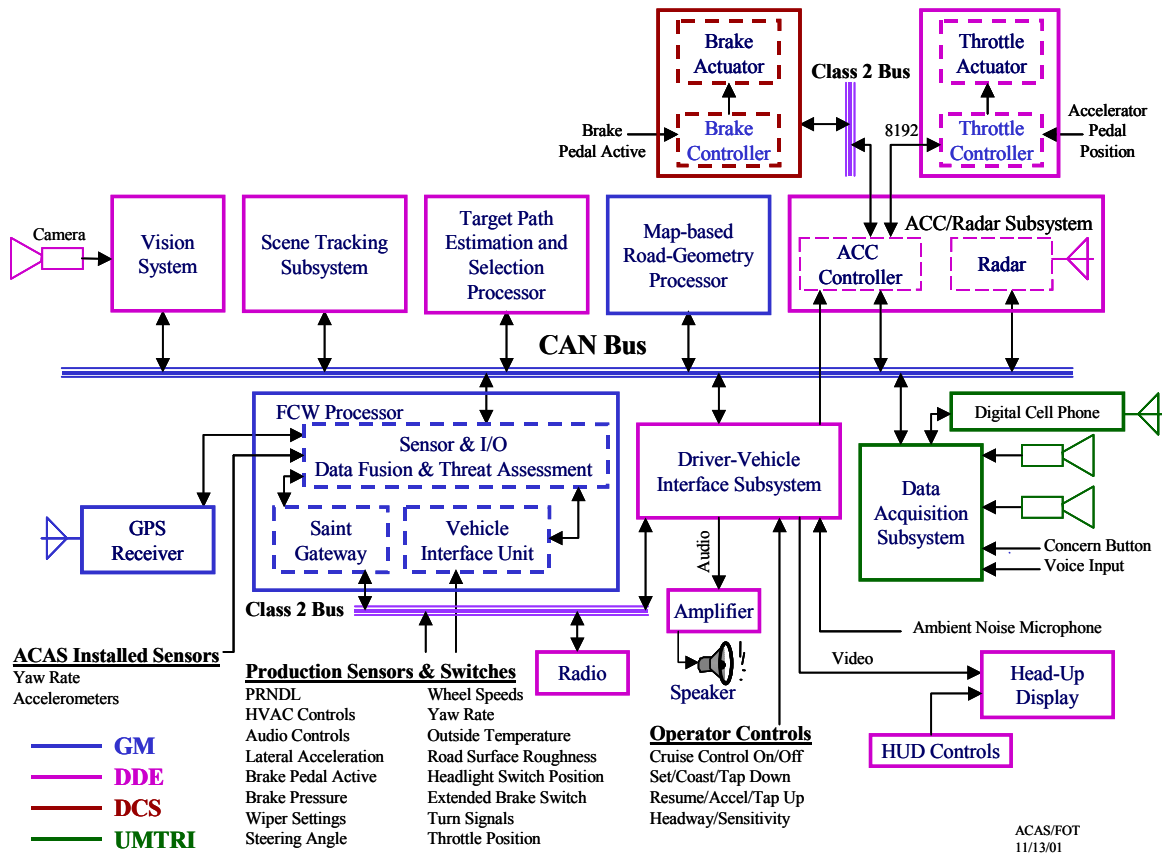 Brake
Actuator
Brake
Controller
Brake
Pedal Active
Class 2 Bus
8192
Throttle
Actuator
Throttle
Controller
Accelerator
Pedal
Position
Camera
Vision
System
Scene Tracking
Subsystem
Target Path
Estimation and
Selection
Processor
Map-based
Road-Geometry
Processor
ACC/Radar Subsystem
ACC
Controller
Radar
CAN Bus
FCW Processor
Sensor & I/O
Data Fusion & Threat Assessment
Saint
Gateway
Vehicle
Interface Unit
GPS
Receiver
Driver-Vehicle
Interface Subsystem
Digital Cell Phone
Data
Acquisition
Subsystem
Concern Button
Voice Input
Audio
Class 2 Bus
Amplifier
Speaker
Radio
Ambient Noise Microphone
Video
Head-Up
Display
HUD Controls
ACAS Installed Sensors
Yaw Rate
Accelerometers
Production Sensors & Switches
PRNDL
HVAC Controls
Audio Controls
Lateral Acceleration
Brake Pedal Active
Brake Pressure
Wiper Settings
Steering Angle
Wheel Speeds
Yaw Rate
Outside Temperature
Road Surface Roughness
Headlight Switch Position
Extended Brake Switch
Turn Signals
Throttle Position
Operator Controls
Cruise Control On/Off
Set/Coast/Tap Down
Resume/Accel/Tap Up
Headway/Sensitivity
GM
DDE
DCS
UMTRI
ACAS/FOT
11/13/01